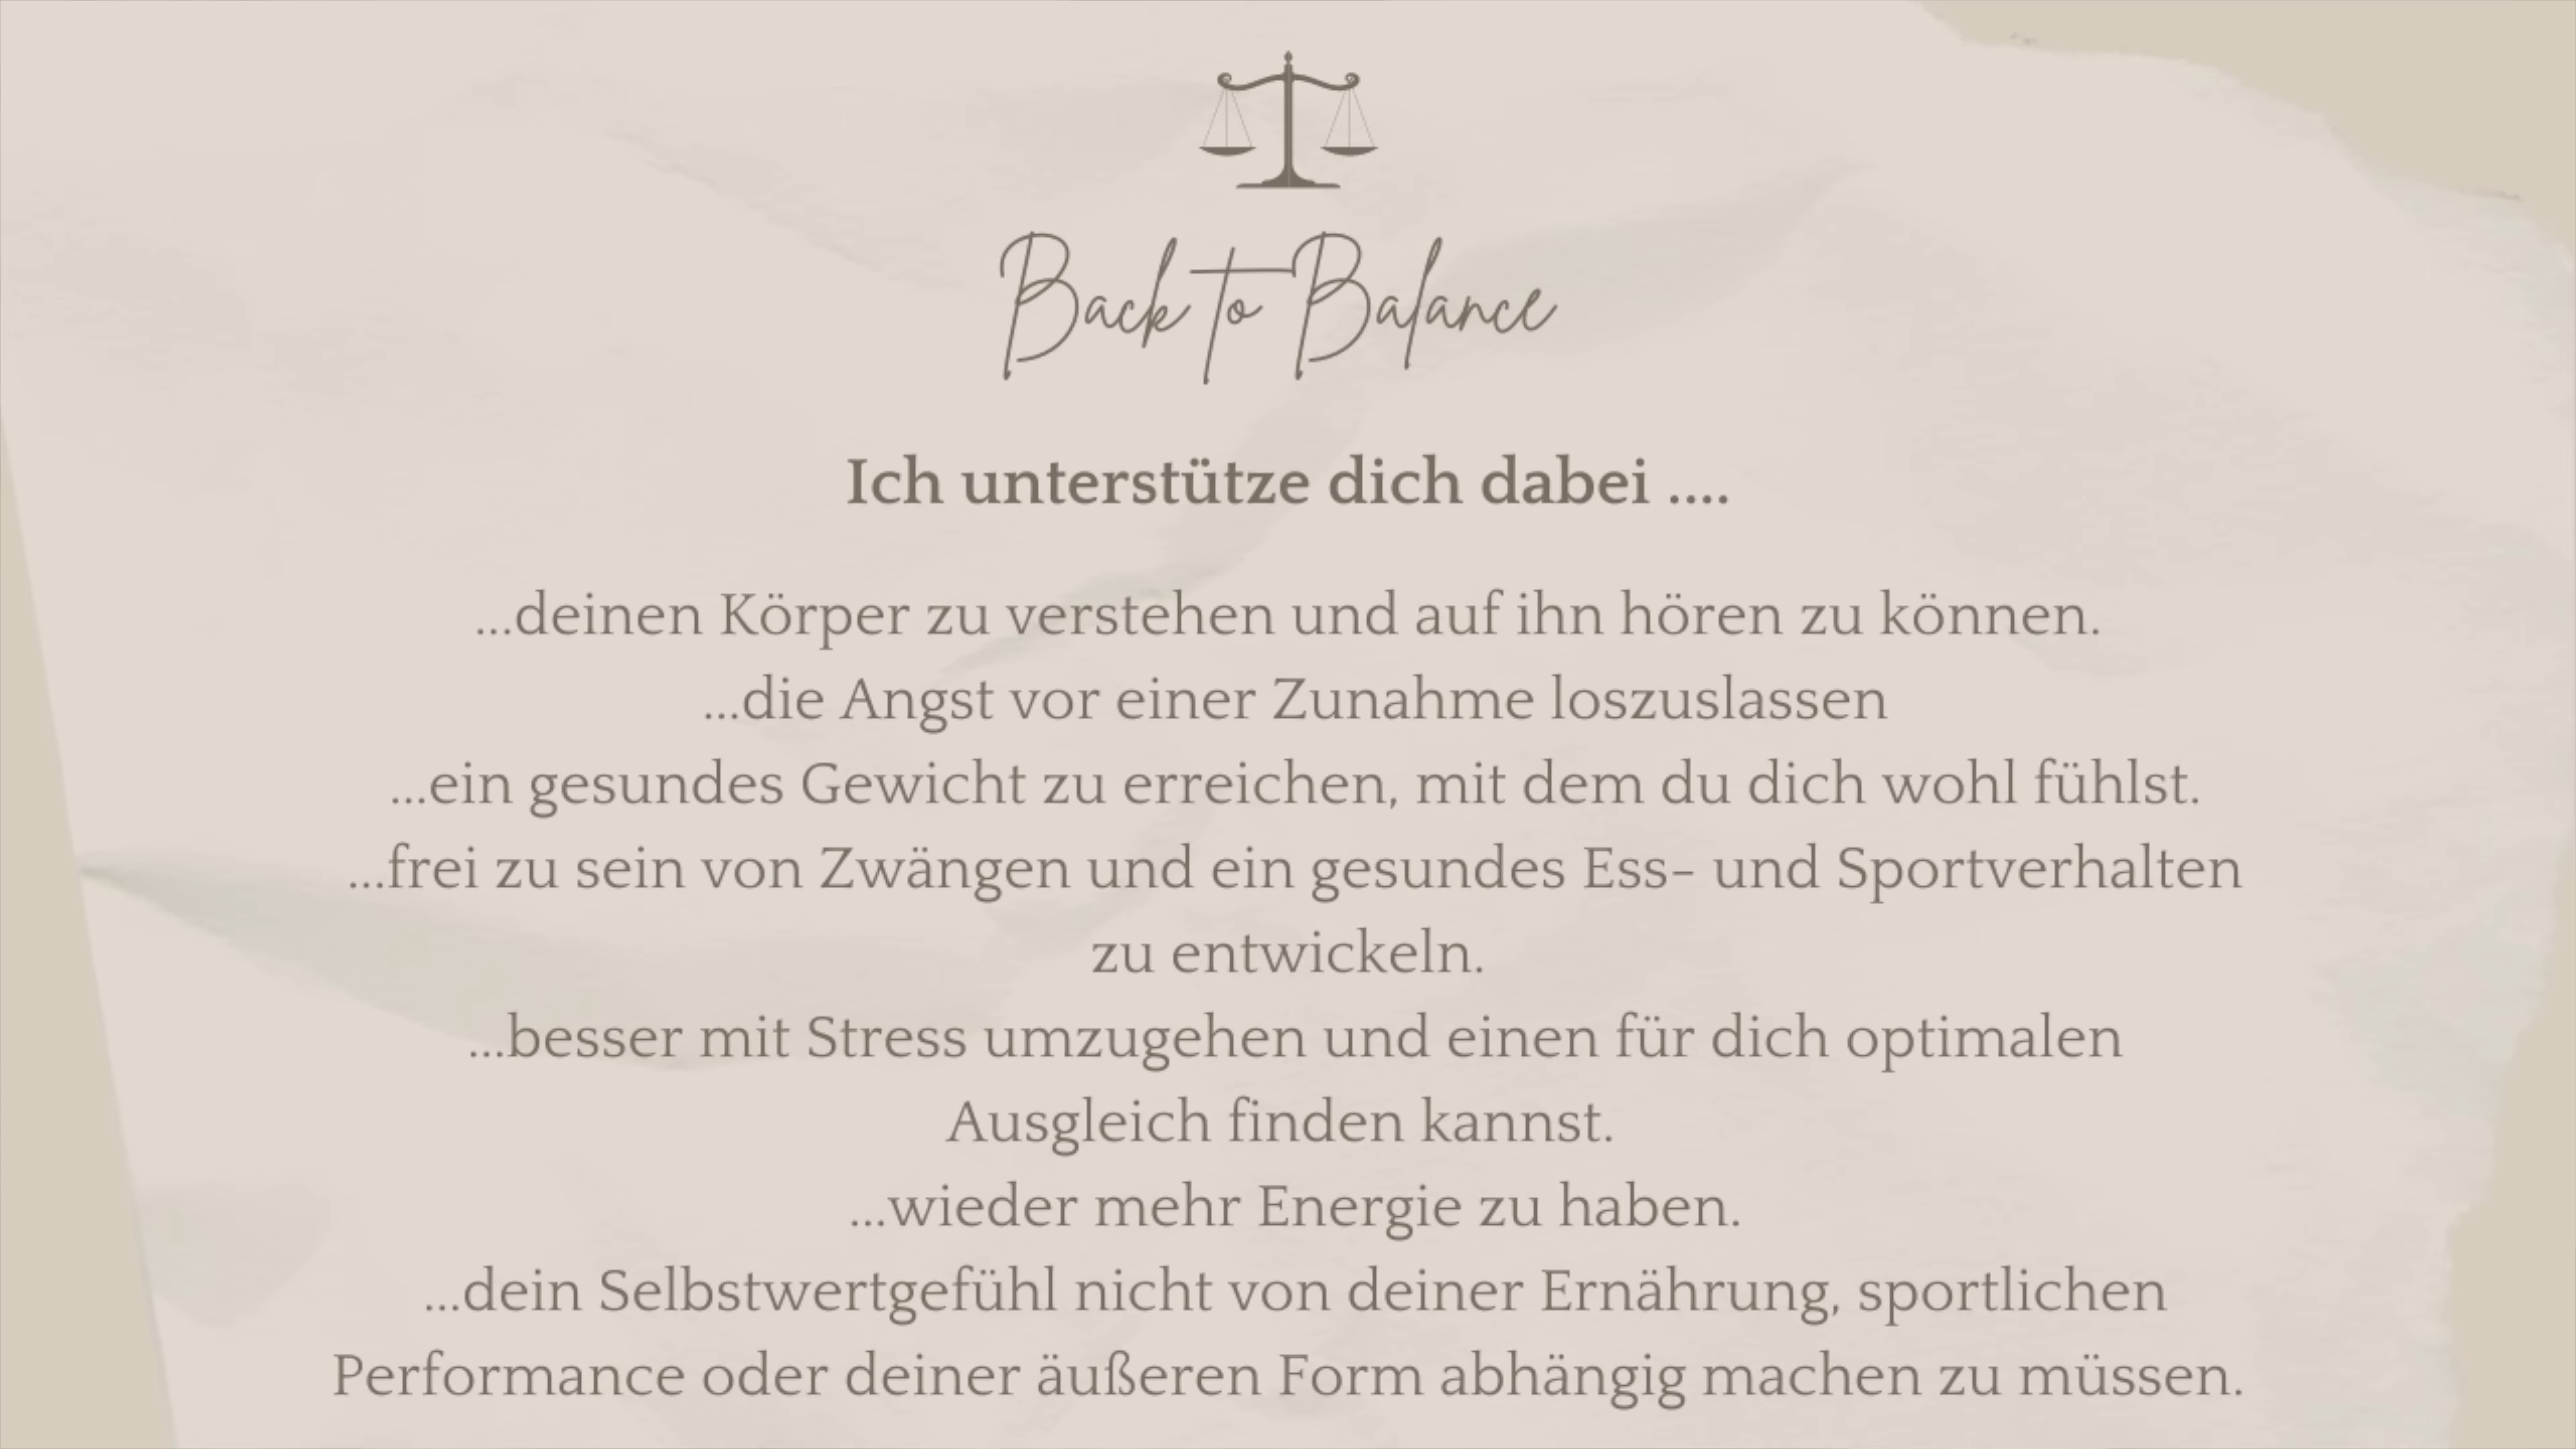 Back to Balance
Ich unterstütze dich dabei ....
...deinen Körper zu verstehen und auf ihn hören zu können.
...die Angst vor einer Zunahme loszuslassen
...ein gesundes Gewicht zu erreichen, mit dem du dich wohl fühlst.
...frei zu sein von Zwängen und ein gesundes Ess- und Sportverhalten
zu entwickeln.
...besser mit Stress umzugehen und einen für dich optimalen
Ausgleich finden kannst.
...wieder mehr Energie zu haben.
...dein Selbstwertgefühl nicht von deiner Ernährung, sportlichen
Performance oder deiner äußeren Form abhängig machen zu müssen.